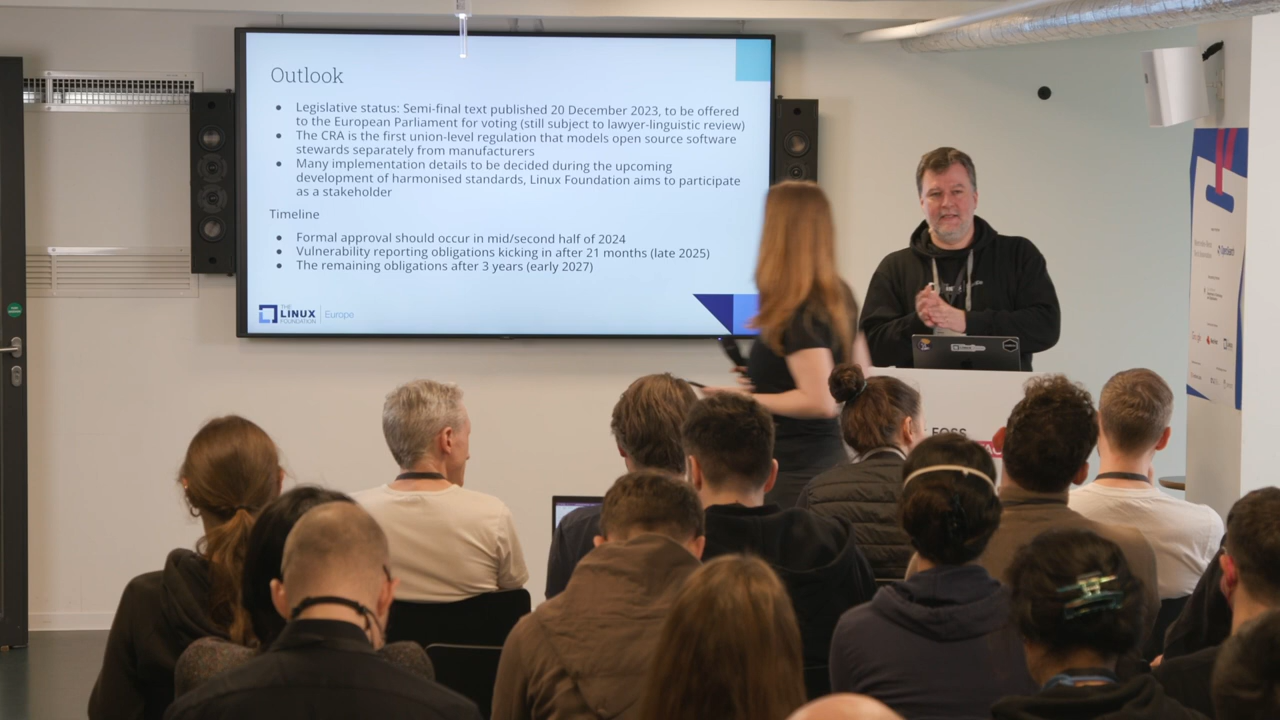 Outlook
● Legislative status: Semi-final text published 20 December 2023, to be offered
to the European Parliament for voting (still subject to lawyer-linguistic review)
● The CRA is the first union-level regulation that models open source software
stewards separately from manufacturers
● Many implementation details to be decided during the upcoming
development of harmonised standards, Linux Foundation aims to participate
as a stakeholder
Timeline
● Formal approval should occur in mid/second half of 2024
● Vulnerability reporting obligations kicking in after 21 months (late 2025)
● The remaining obligations after 3 years (early 2027)
THE
LINUX
FOUNDATION
Europe
OpenSearch
Google
FOSS